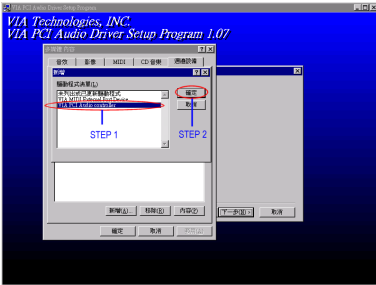 VIA PCI Audio Driver Setup Program
VIA Technologies, INC.
VIA PCI Audio Driver Setup Program 1.07
多媒體 內容
音效
影像
MIDI
CD 音樂
週邊設備
新增
驅動程式清單(L)
未列出或已更新驅動程式
VIA MIDI External Port Device
VIA PCI Audio controller
確定
取消
STEP 1
STEP 2
新增(A)...
移除(R)
內容(P)
下一步(N) >
取消
確定
取消
套用(A)